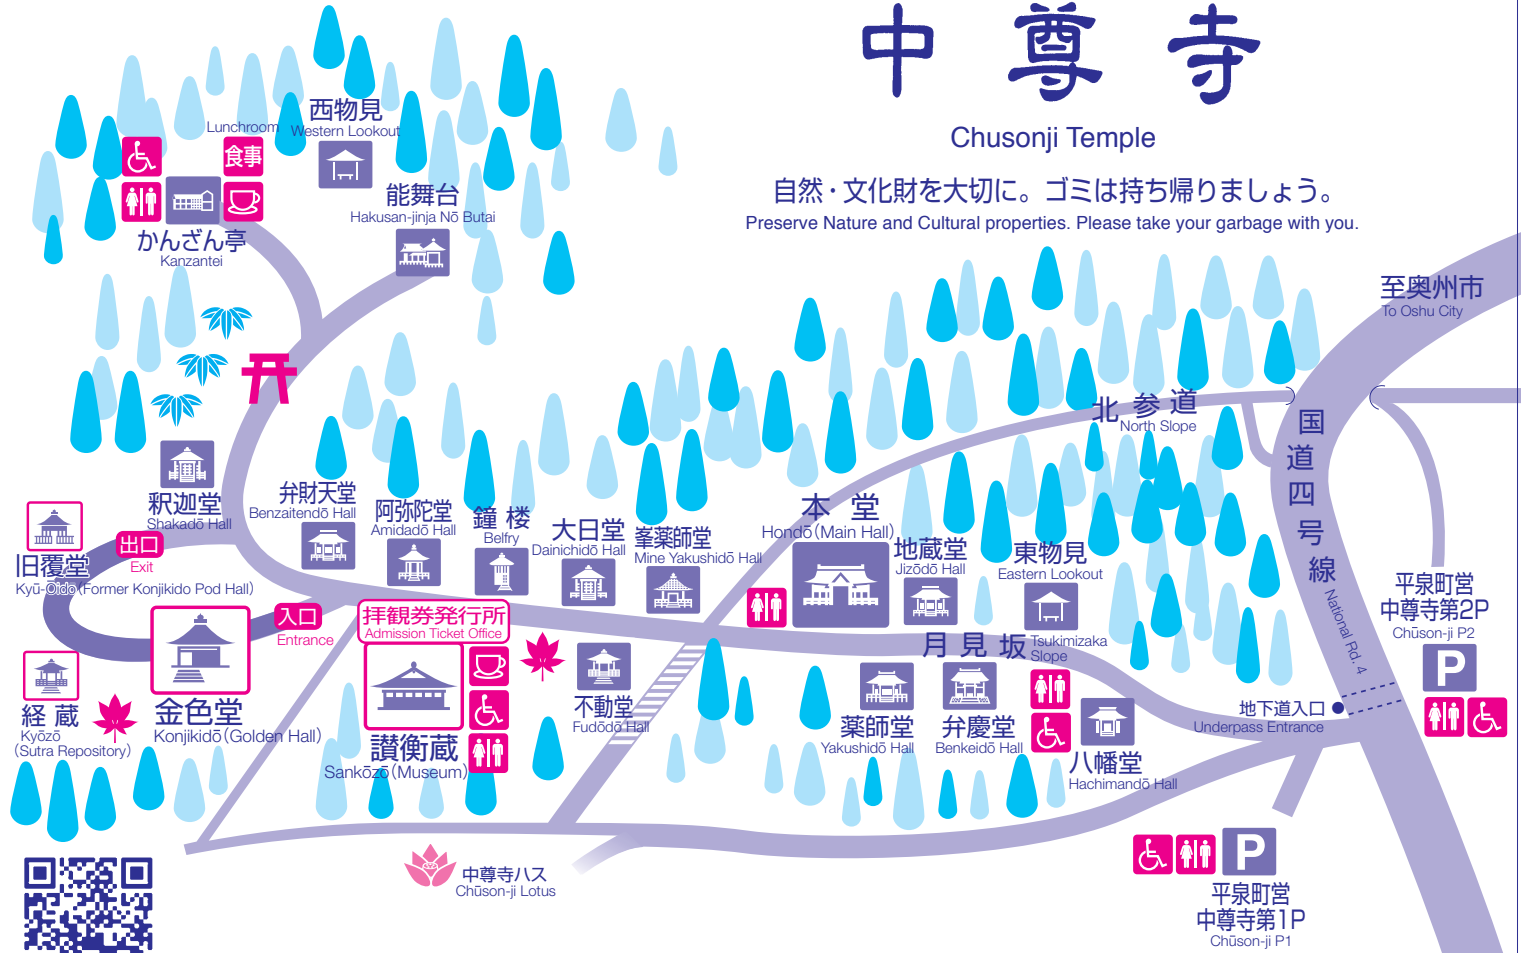 中尊寺
Chusonji Temple
自然・文化財を大切に。ゴミは持ち帰りましょう。
Preserve Nature and Cultural properties. Please take your garbage with you.
西物見
Western Lookout
Lunchroom
食事
能舞台
Hakusan-jinja Nō Butai
かんざん亭
Kanzantei
至奥州市
To Oshu City
北参道
North Slope
国道四号線
National Rd. 4
釈迦堂
Shakadō Hall
弁財天堂
Benzaitendō Hall
阿弥陀堂
Amidadō Hall
鐘楼
Belfry
大日堂
Dainichidō Hall
峯薬師堂
Mine Yakushidō Hall
本堂
Hondō(Main Hall)
地蔵堂
Jizōdō Hall
東物見
Eastern Lookout
旧覆堂
Kyū-Oido(Former Konjikido Pod Hall)
出口
Exit
入口
Entrance
拝観券発行所
Admission Ticket Office
平泉町営
中尊寺第2P
Chūson-ji P2
P
月見坂
Tsukimizaka
Slope
経蔵
Kyōzō
(Sutra Repository)
金色堂
Konjikidō(Golden Hall)
讃衡蔵
Sankōzō(Museum)
不動堂
Fudōdō Hall
薬師堂
Yakushidō Hall
弁慶堂
Benkeidō Hall
八幡堂
Hachimandō Hall
地下道入口
Underpass Entrance
中尊寺ハス
Chūson-ji Lotus
P
平泉町営
中尊寺第1P
Chūson-ji P1